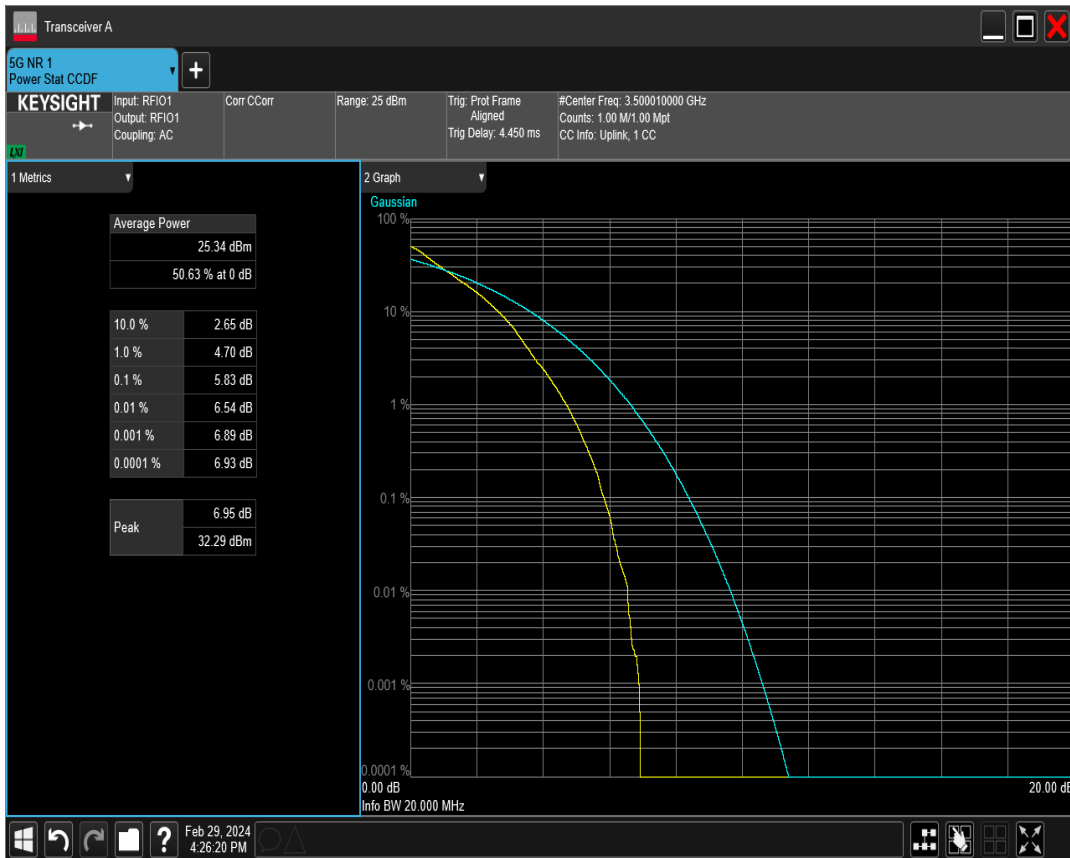 Transceiver A
5G NR 1
Power Stat CCDF
KEYSIGHT
LXI
Input: RFIO1
Output: RFIO1
Coupling: AC
Corr CCorr
Range: 25 dBm
Trig: Prot Frame
Aligned
Trig Delay: 4.450 ms
#Center Freq: 3.500010000 GHz
Counts: 1.00 M/1.00 Mpt
CC Info: Uplink, 1 CC
1 Metrics
Average Power
25.34 dBm
50.63 % at 0 dB
10.0 % 2.65 dB
1.0 % 4.70 dB
0.1 % 5.83 dB
0.01 % 6.54 dB
0.001 % 6.89 dB
0.0001 % 6.93 dB
Peak 6.95 dB
32.29 dBm
2 Graph
Gaussian
100 %
10 %
1 %
0.1 %
0.01 %
0.001 %
0.0001 %
0.00 dB 20.00 dB
Info BW 20.000 MHz
Feb 29, 2024
4:26:20 PM